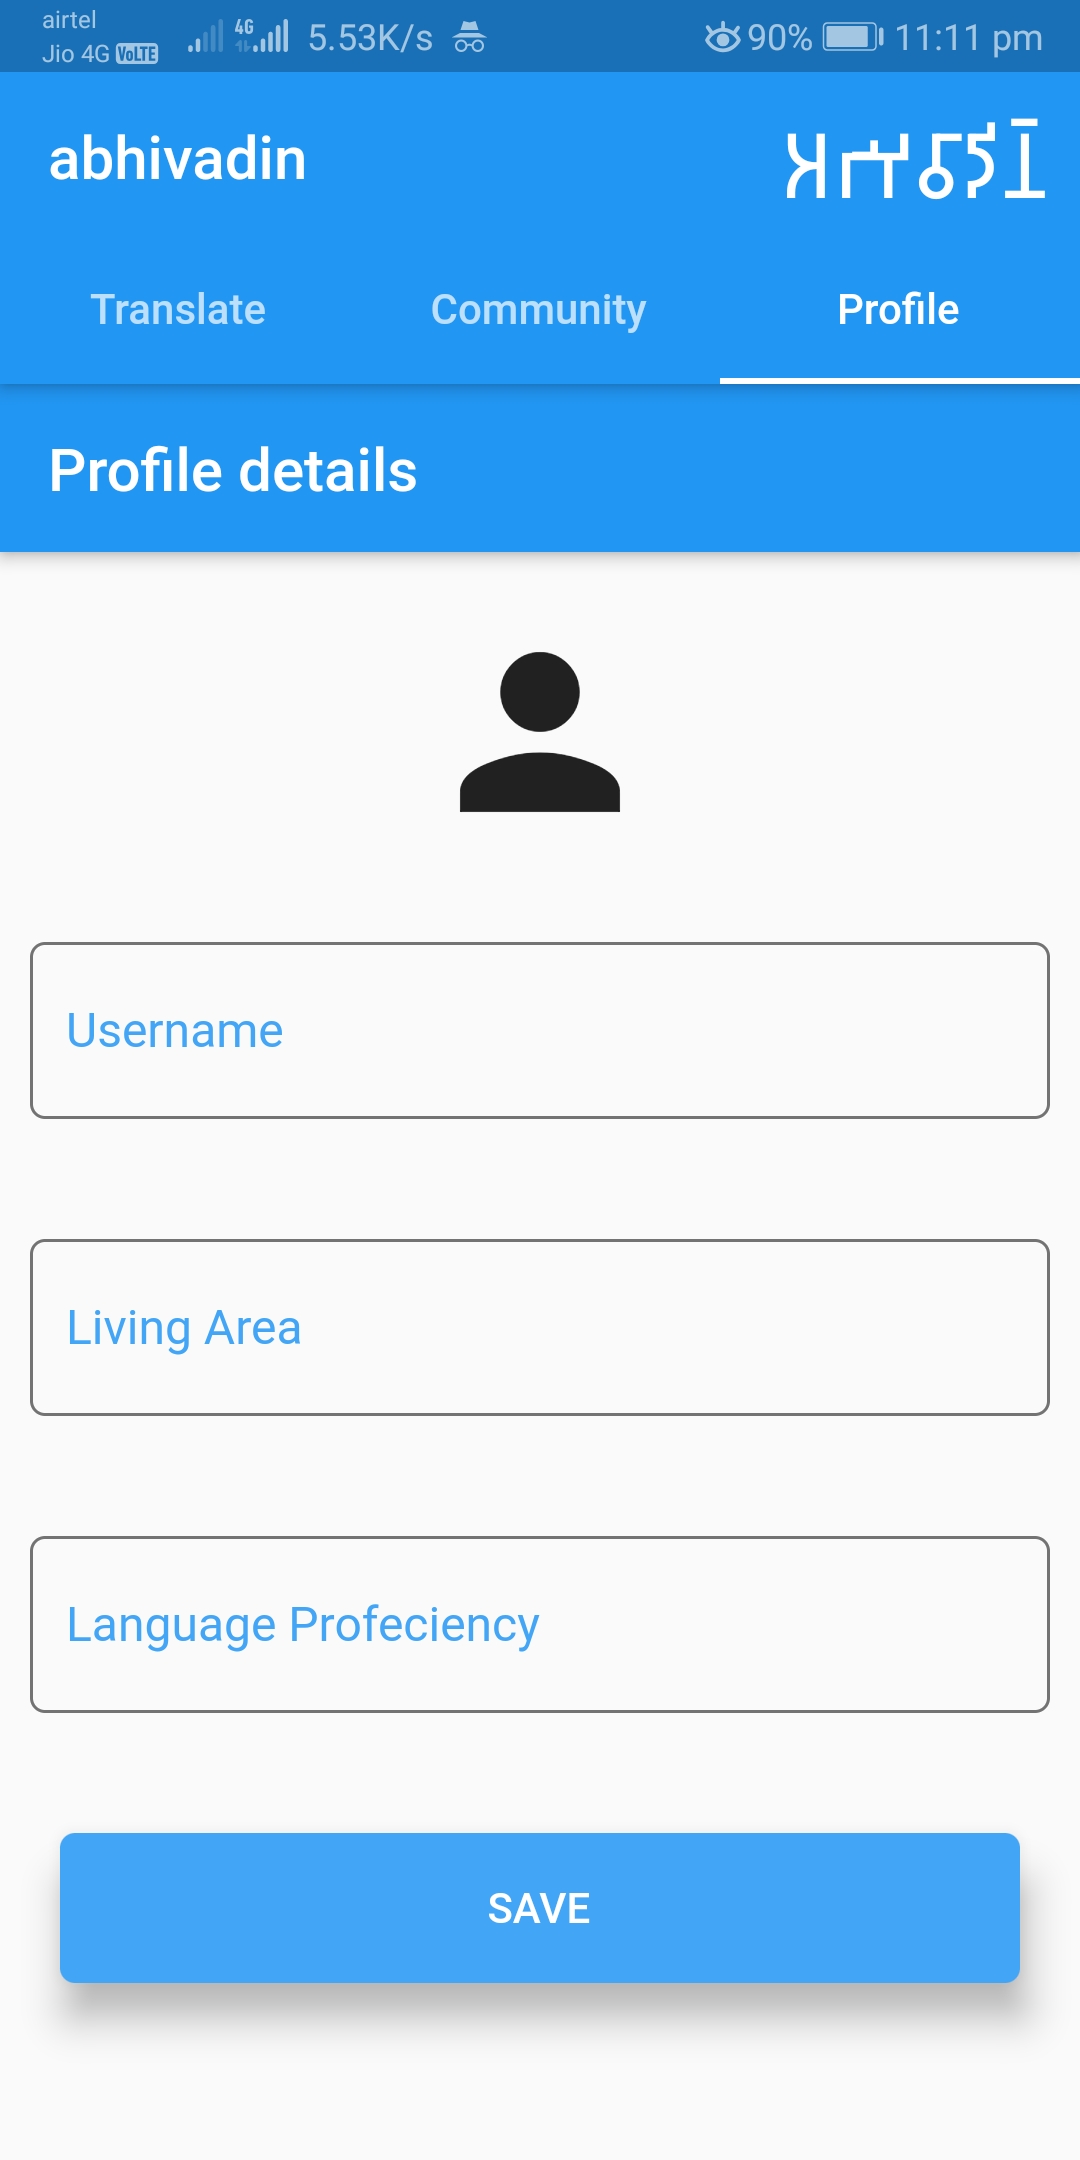 airtel
Jio 4G VoLTE 4G 5.53K/s 90% 11:11 pm
abhivadin
Translate Community Profile
Profile details
Username
Living Area
Language Profeciency
SAVE